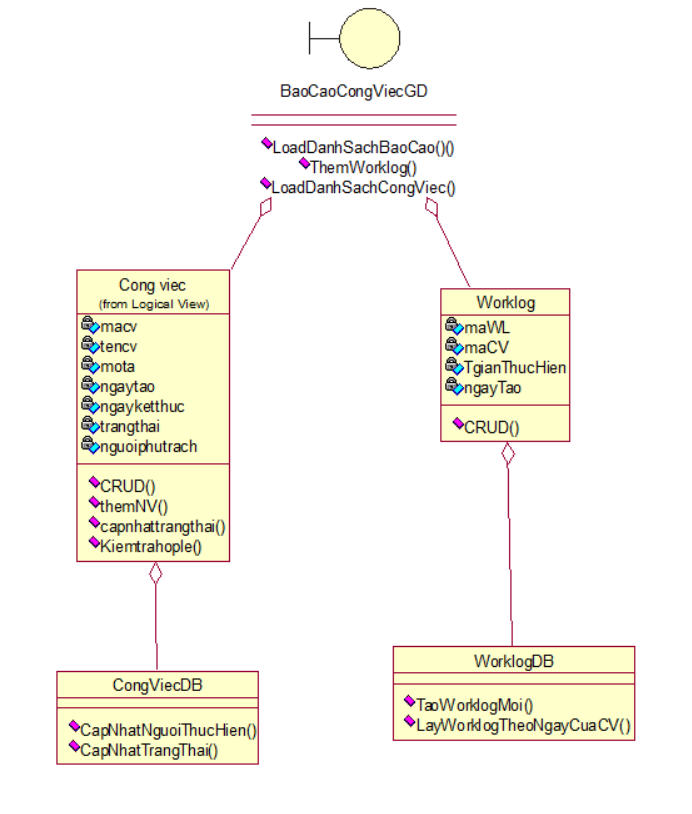 BaoCaoCongViecGD
LoadDanhSachBaoCao()()
ThemWorklog()
LoadDanhSachCongViec()
Cong viec
(from Logical View)
macv
tencv
mota
ngaytao
ngayketthuc
trangthai
nguoiphutrach
CRUD()
themNV()
capnhattrangthai()
Kiemtrahople()
Worklog
maWL
maCV
TgianThucHien
ngayTao
CRUD()
CongViecDB
CapNhatNguoiThucHien()
CapNhatTrangThai()
WorklogDB
TaoWorklogMoi()
LayWorklogTheoNgayCuaCV()